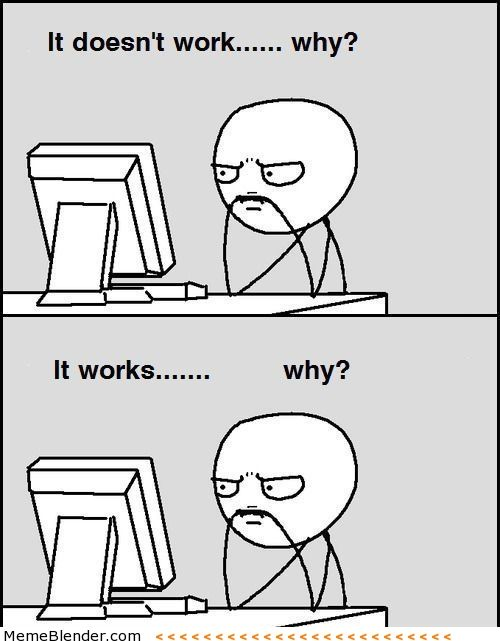 It doesn't work...... why?
It works....... why?
MemeBlender.com < < < < < < < < < < < < < < < < < < < < < < < < < <